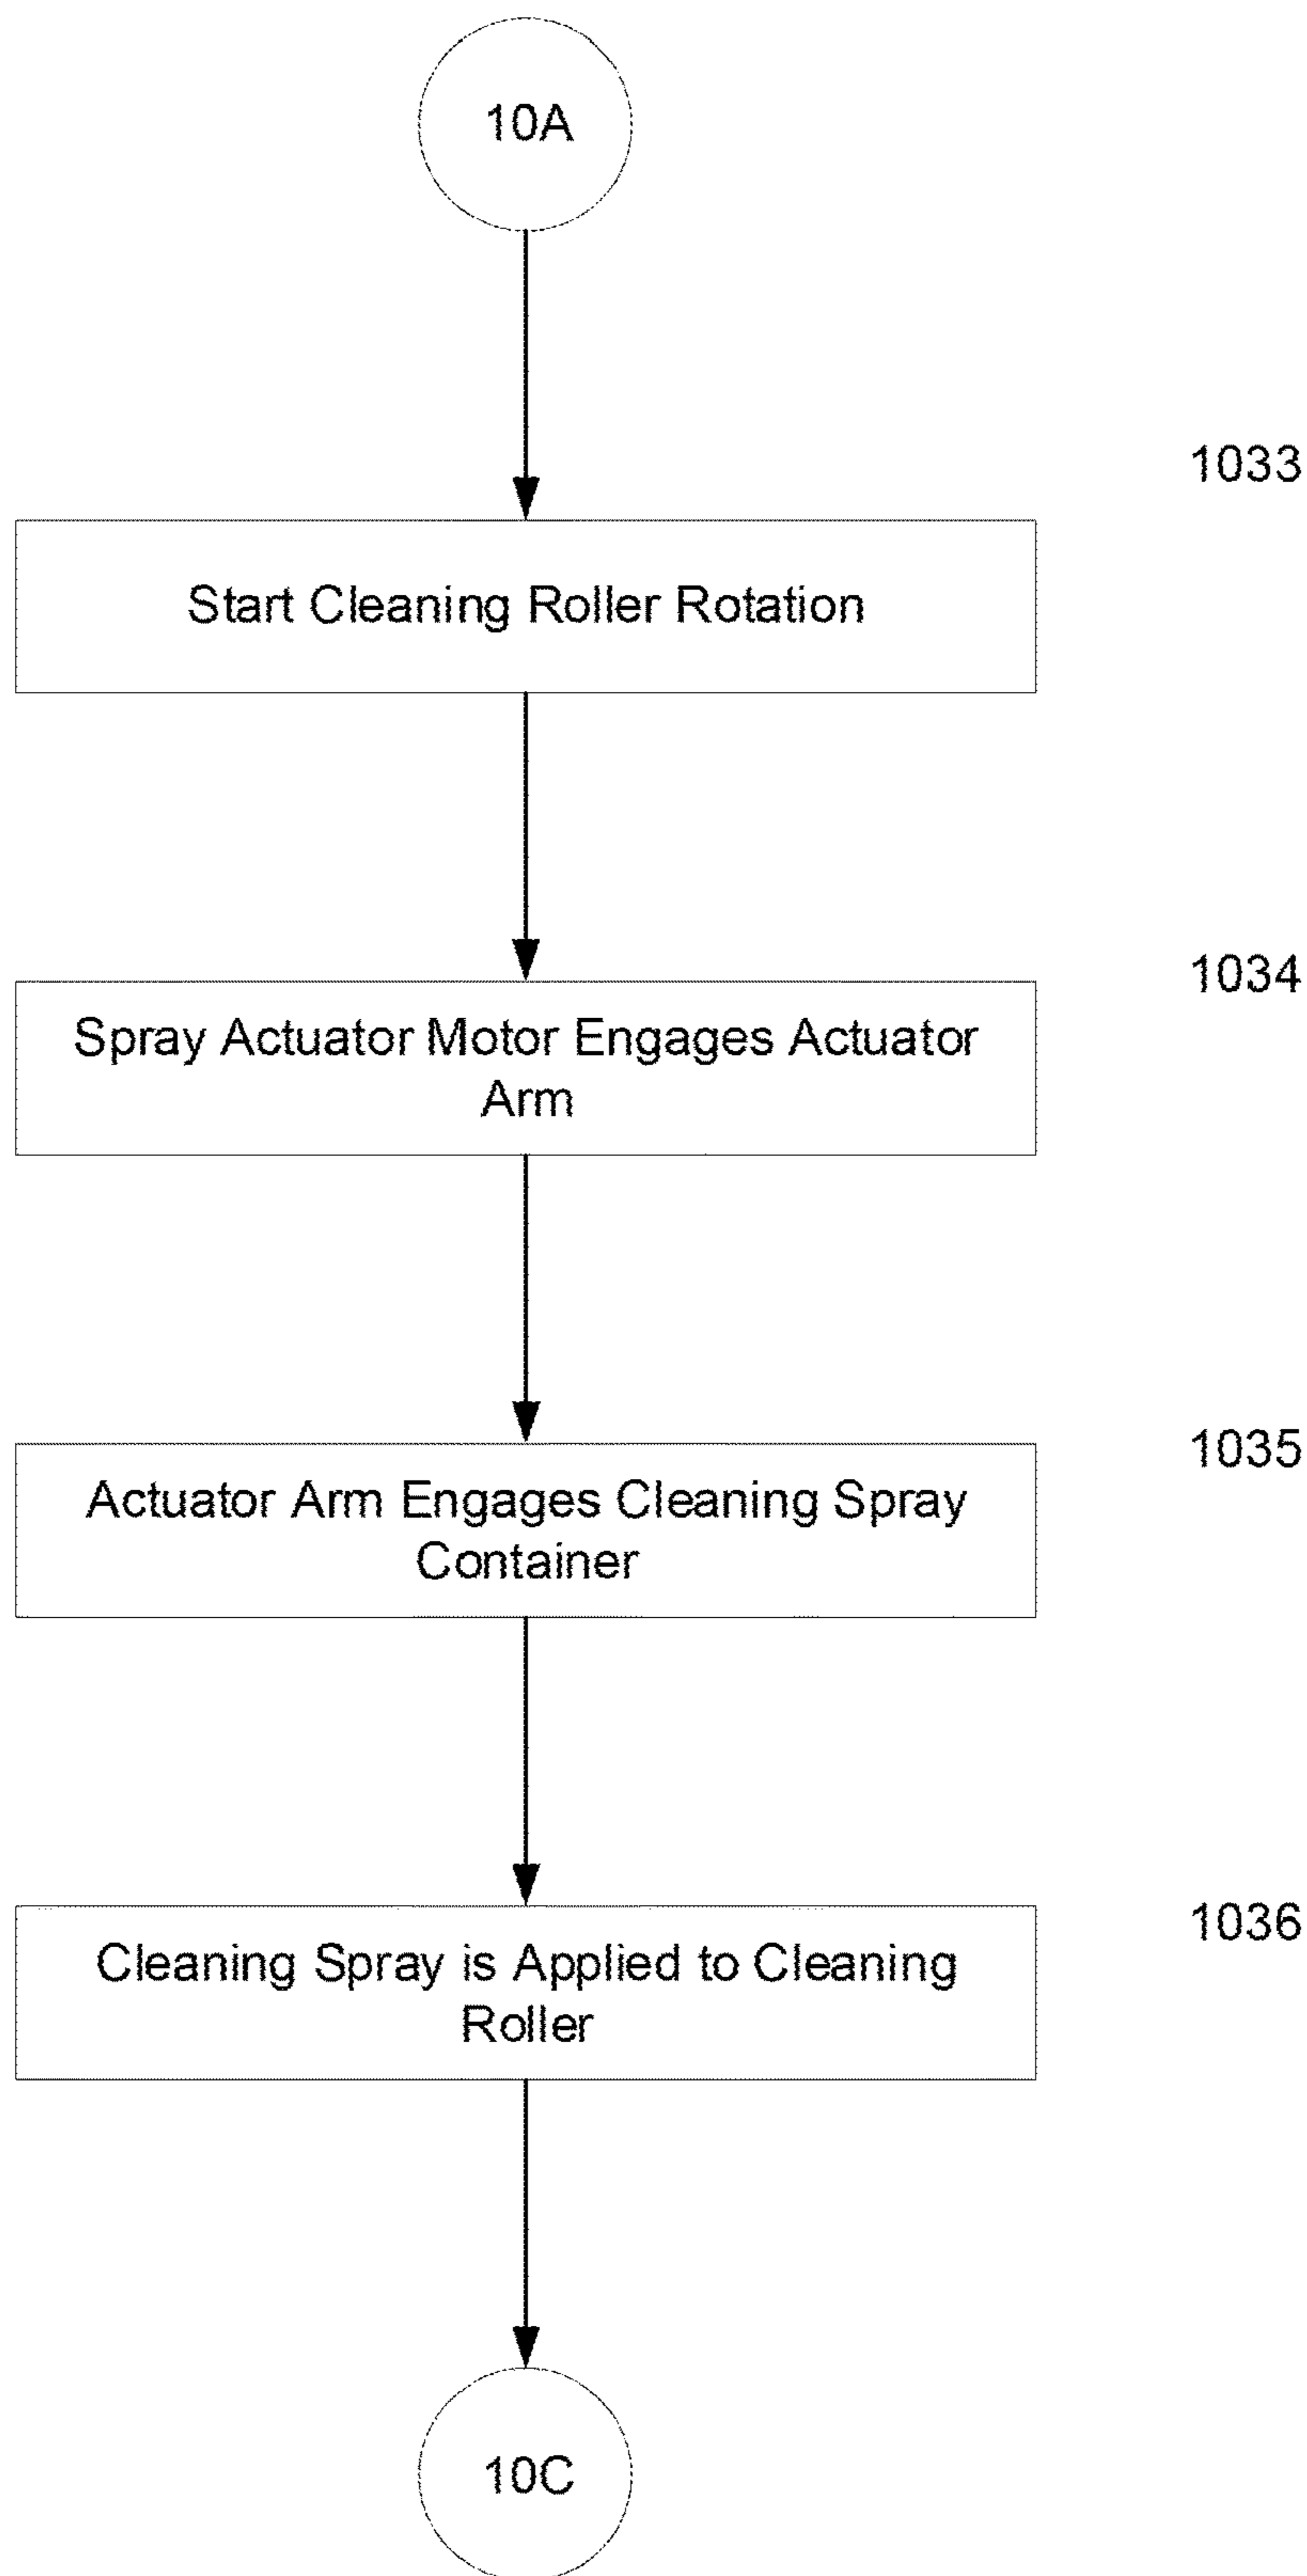 10A
1033
Start Cleaning Roller Rotation
1034
Spray Actuator Motor Engages Actuator
Arm
1035
Actuator Arm Engages Cleaning Spray
Container
1036
Cleaning Spray is Applied to Cleaning
Roller
10C